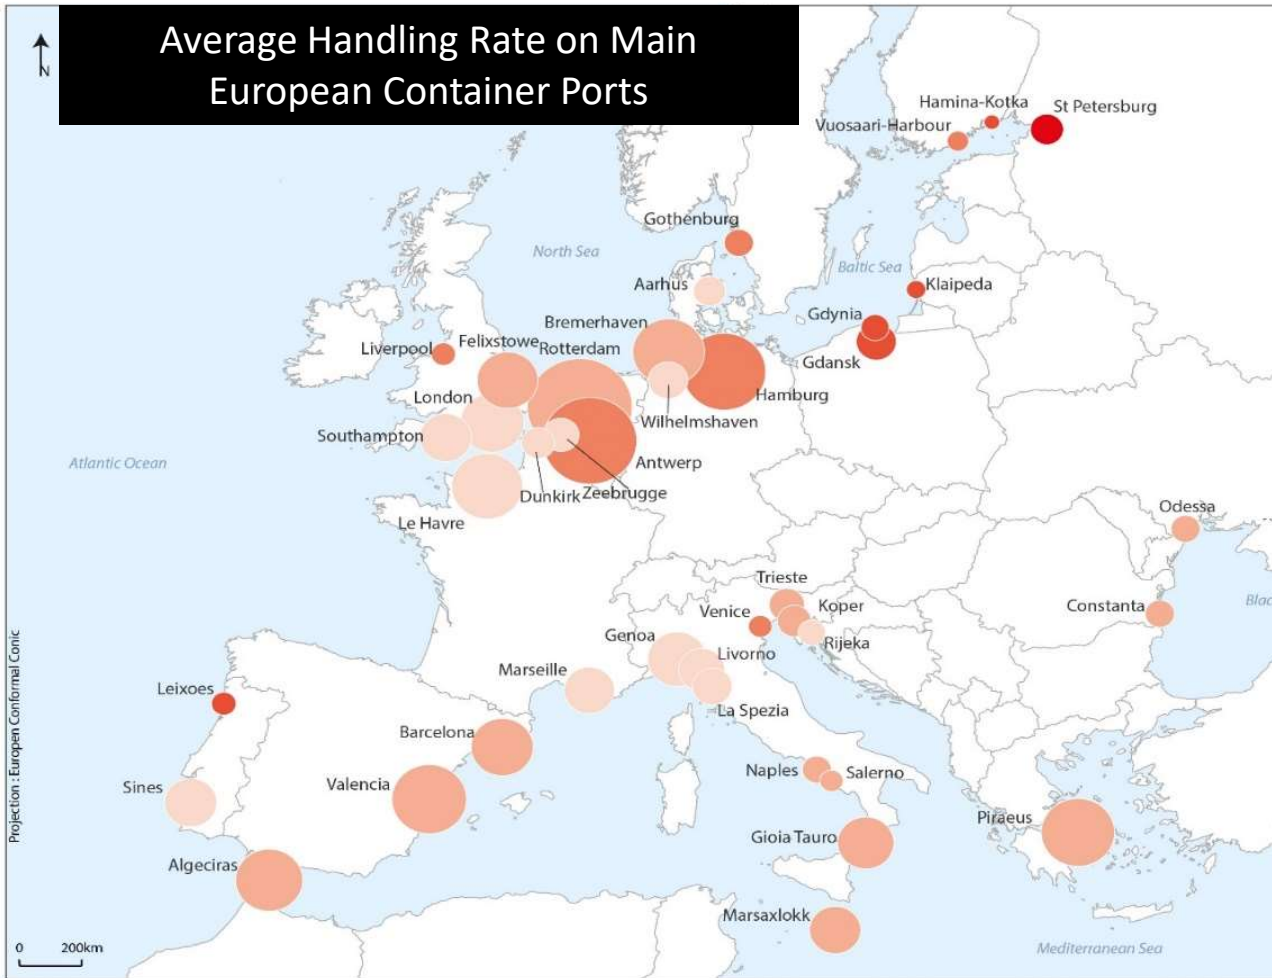 Average Handling Rate on Main
European Container Ports
N
Hamina-Kotka
St Petersburg
Vuosaari-Harbour
Gothenburg
North Sea
Baltic Sea
Aarhus
Klaipeda
Gdynia
Bremerhaven
Felixstowe
Rotterdam
Liverpool
Gdansk
London
Hamburg
Wilhelmshaven
Southampton
Atlantic Ocean
Antwerp
Dunkirk
Zeebrugge
Le Havre
Odessa
Trieste
Koper
Constanta
Blac
Venice
Genoa
Rijeka
Livorno
Marseille
Leixoes
La Spezia
Barcelona
Naples
Salerno
Sines
Valencia
Piraeus
Gioia Tauro
Algeciras
Marsaxlokk
Mediterranean Sea
0 200km
Projection : Europen Conformal Conic